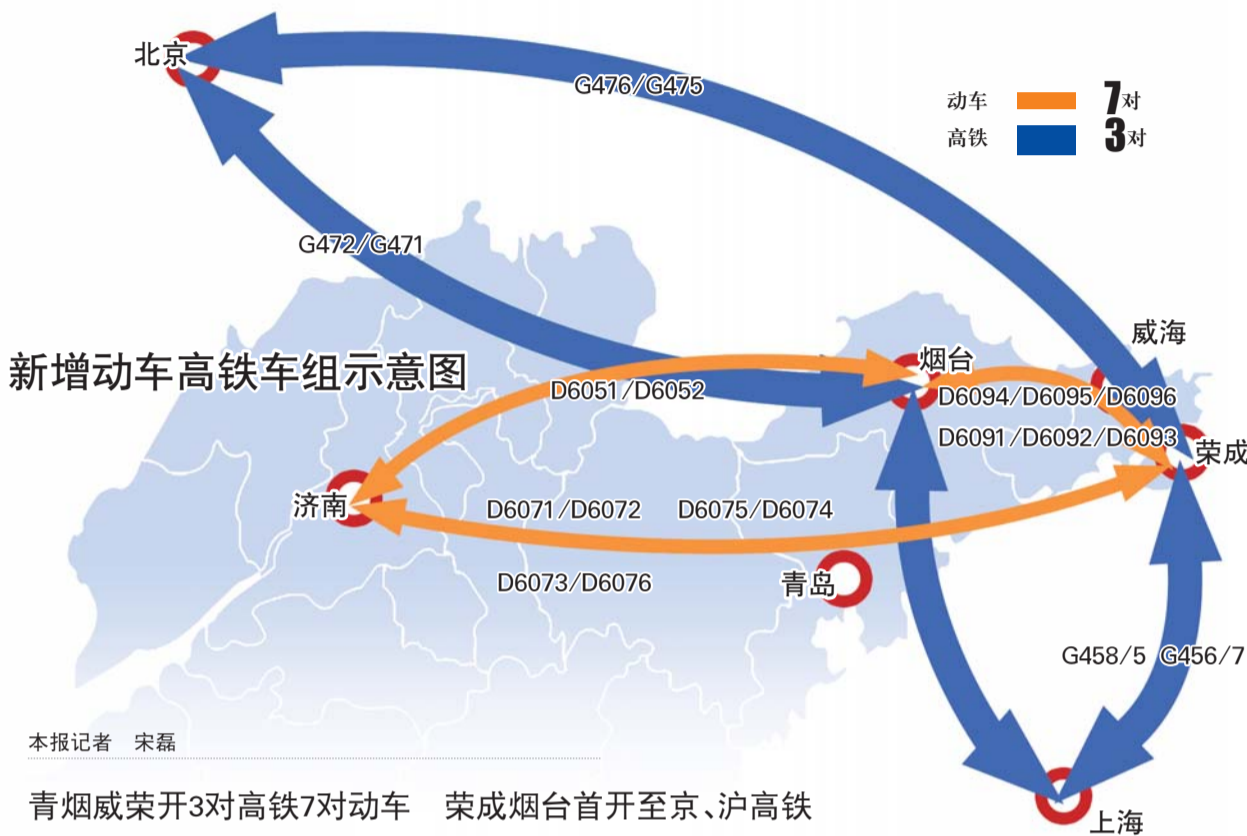 北京
G476/G475
动车 7对
高铁 3对
G472/G471
威海
新增动车高铁车组示意图
烟台
D6051/D6052
D6094/D6095/D6096
D6091/D6092/D6093
荣成
济南
D6071/D6072 D6075/D6074
D6073/D6076
青岛
G458/5 G456/7
本报记者 宋磊
青烟威荣开3对高铁7对动车 荣成烟台首开至京、沪高铁
上海